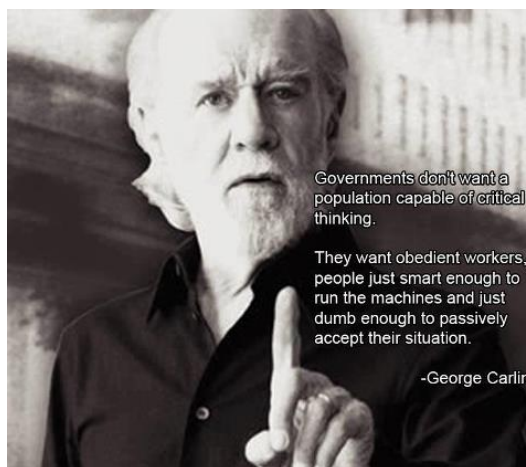 Governments don't want a
population capable of critical
thinking.
They want obedient workers,
people just smart enough to
run the machines and just
dumb enough to passively
accept their situation.
-George Carlin